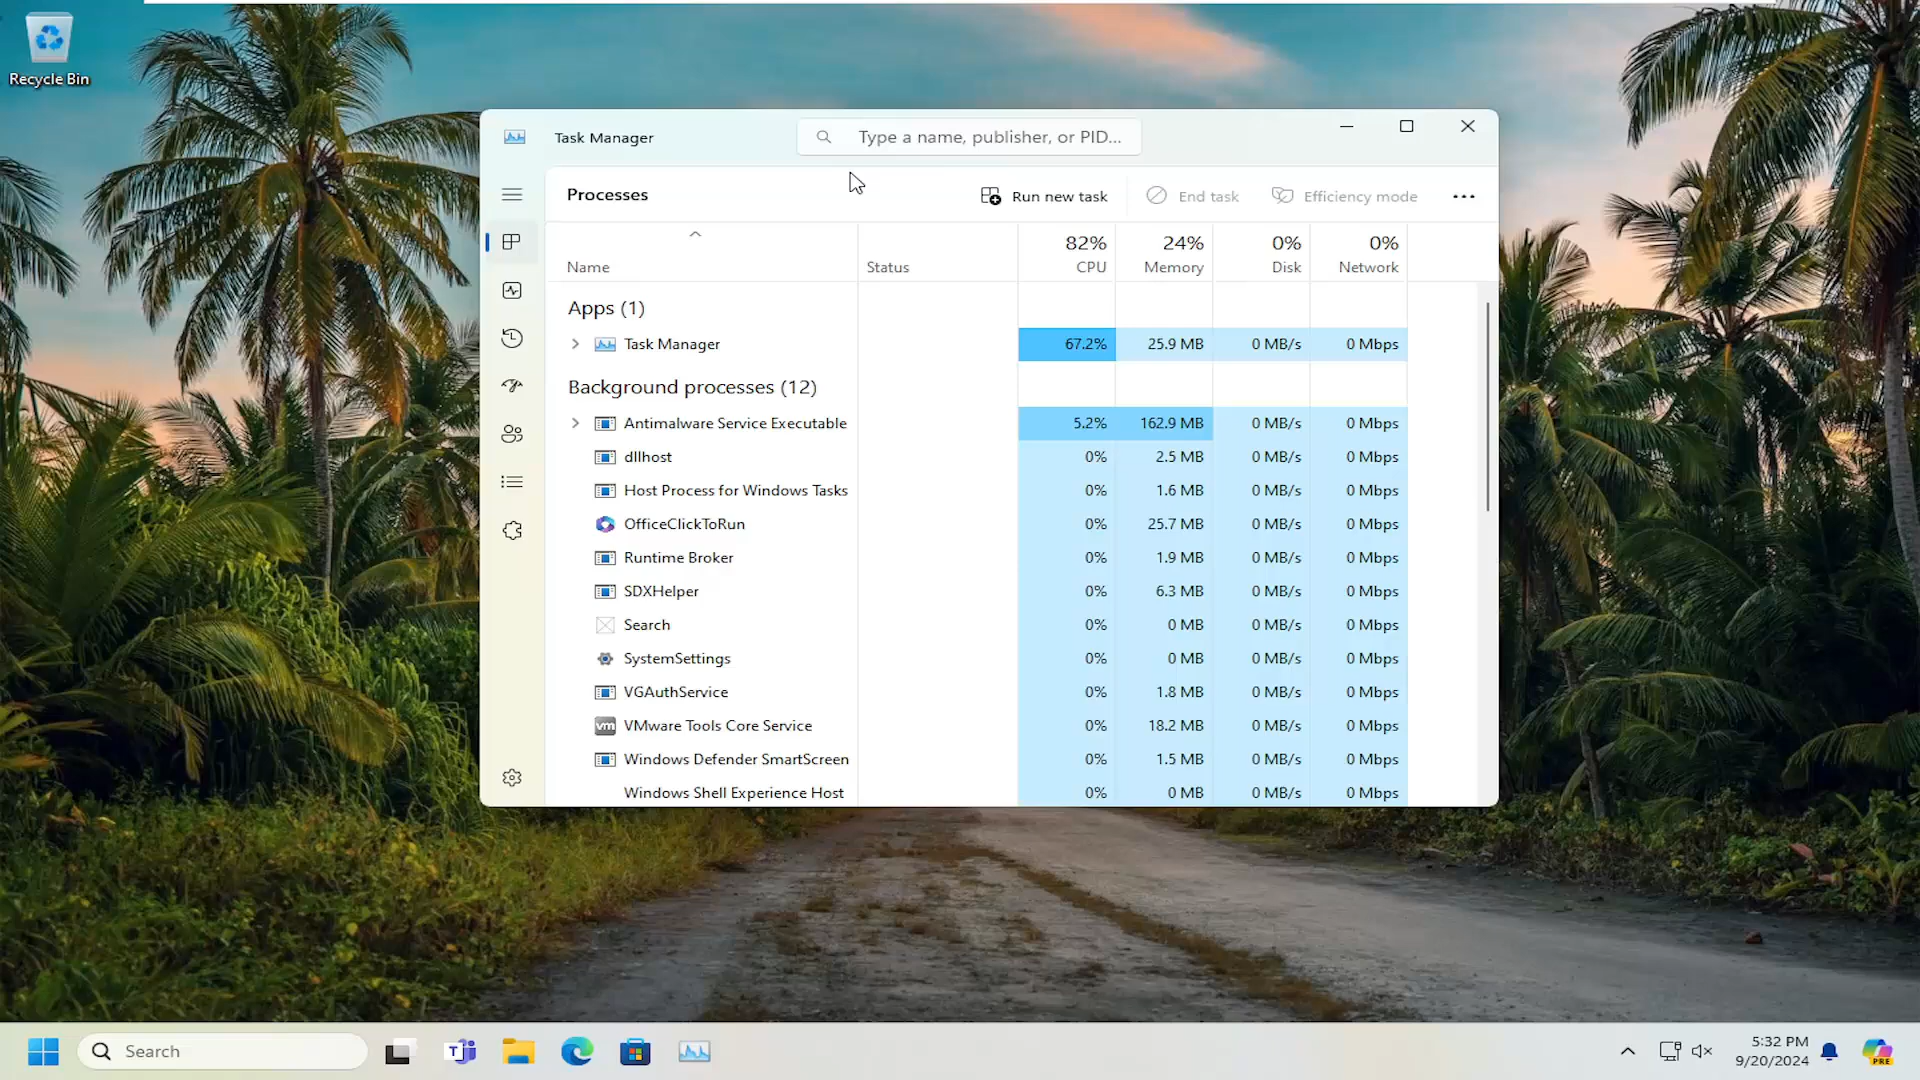 Recycle Bin
Task Manager
Type a name, publisher, or PID...
Processes
Run new task
End task
Efficiency mode
82% 24% 0% 0%
Name Status CPU Memory Disk Network
Apps (1)
Task Manager 67.2% 25.9 MB 0 MB/s 0 Mbps
Background processes (12)
Antimalware Service Executable 5.2% 162.9 MB 0 MB/s 0 Mbps
dllhost 0% 2.5 MB 0 MB/s 0 Mbps
Host Process for Windows Tasks 0% 1.6 MB 0 MB/s 0 Mbps
OfficeClickToRun 0% 25.7 MB 0 MB/s 0 Mbps
Runtime Broker 0% 1.9 MB 0 MB/s 0 Mbps
SDXHelper 0% 6.3 MB 0 MB/s 0 Mbps
Search 0% 0 MB 0 MB/s 0 Mbps
SystemSettings 0% 0 MB 0 MB/s 0 Mbps
VGAuthService 0% 1.8 MB 0 MB/s 0 Mbps
vm VMware Tools Core Service 0% 18.2 MB 0 MB/s 0 Mbps
Windows Defender SmartScreen 0% 1.5 MB 0 MB/s 0 Mbps
Windows Shell Experience Host 0% 0 MB 0 MB/s 0 Mbps
Search
T
5:32 PM
9/20/2024
PRE